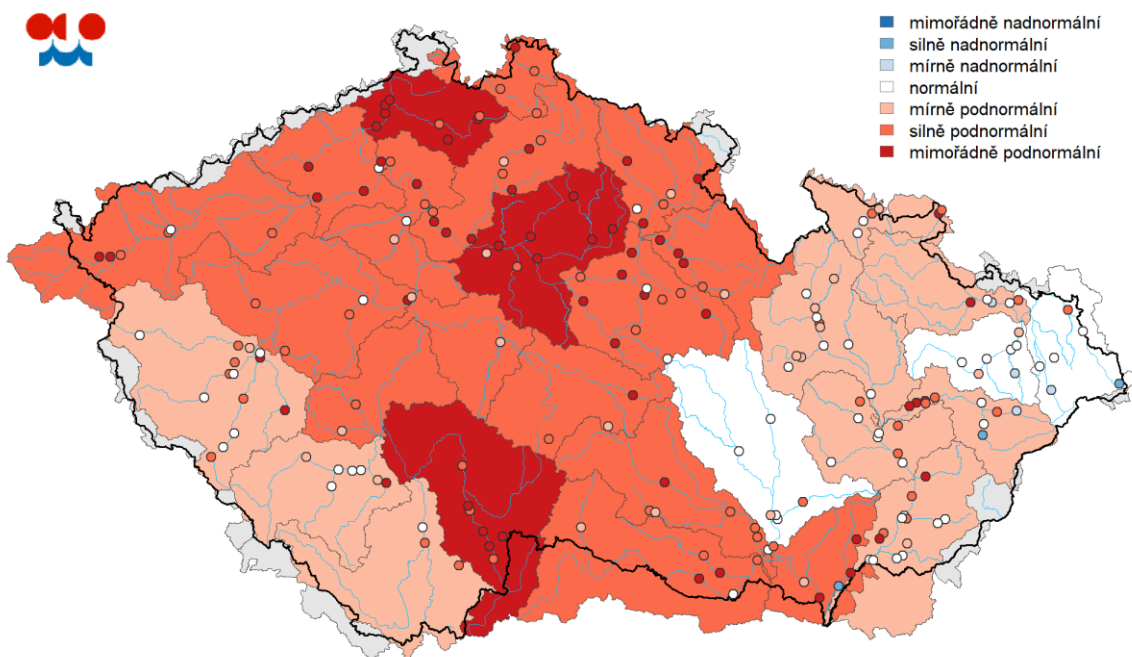 mimořádně nadnormální
silně nadnormální
mírně nadnormální
normální
mírně podnormální
silně podnormální
mimořádně podnormální